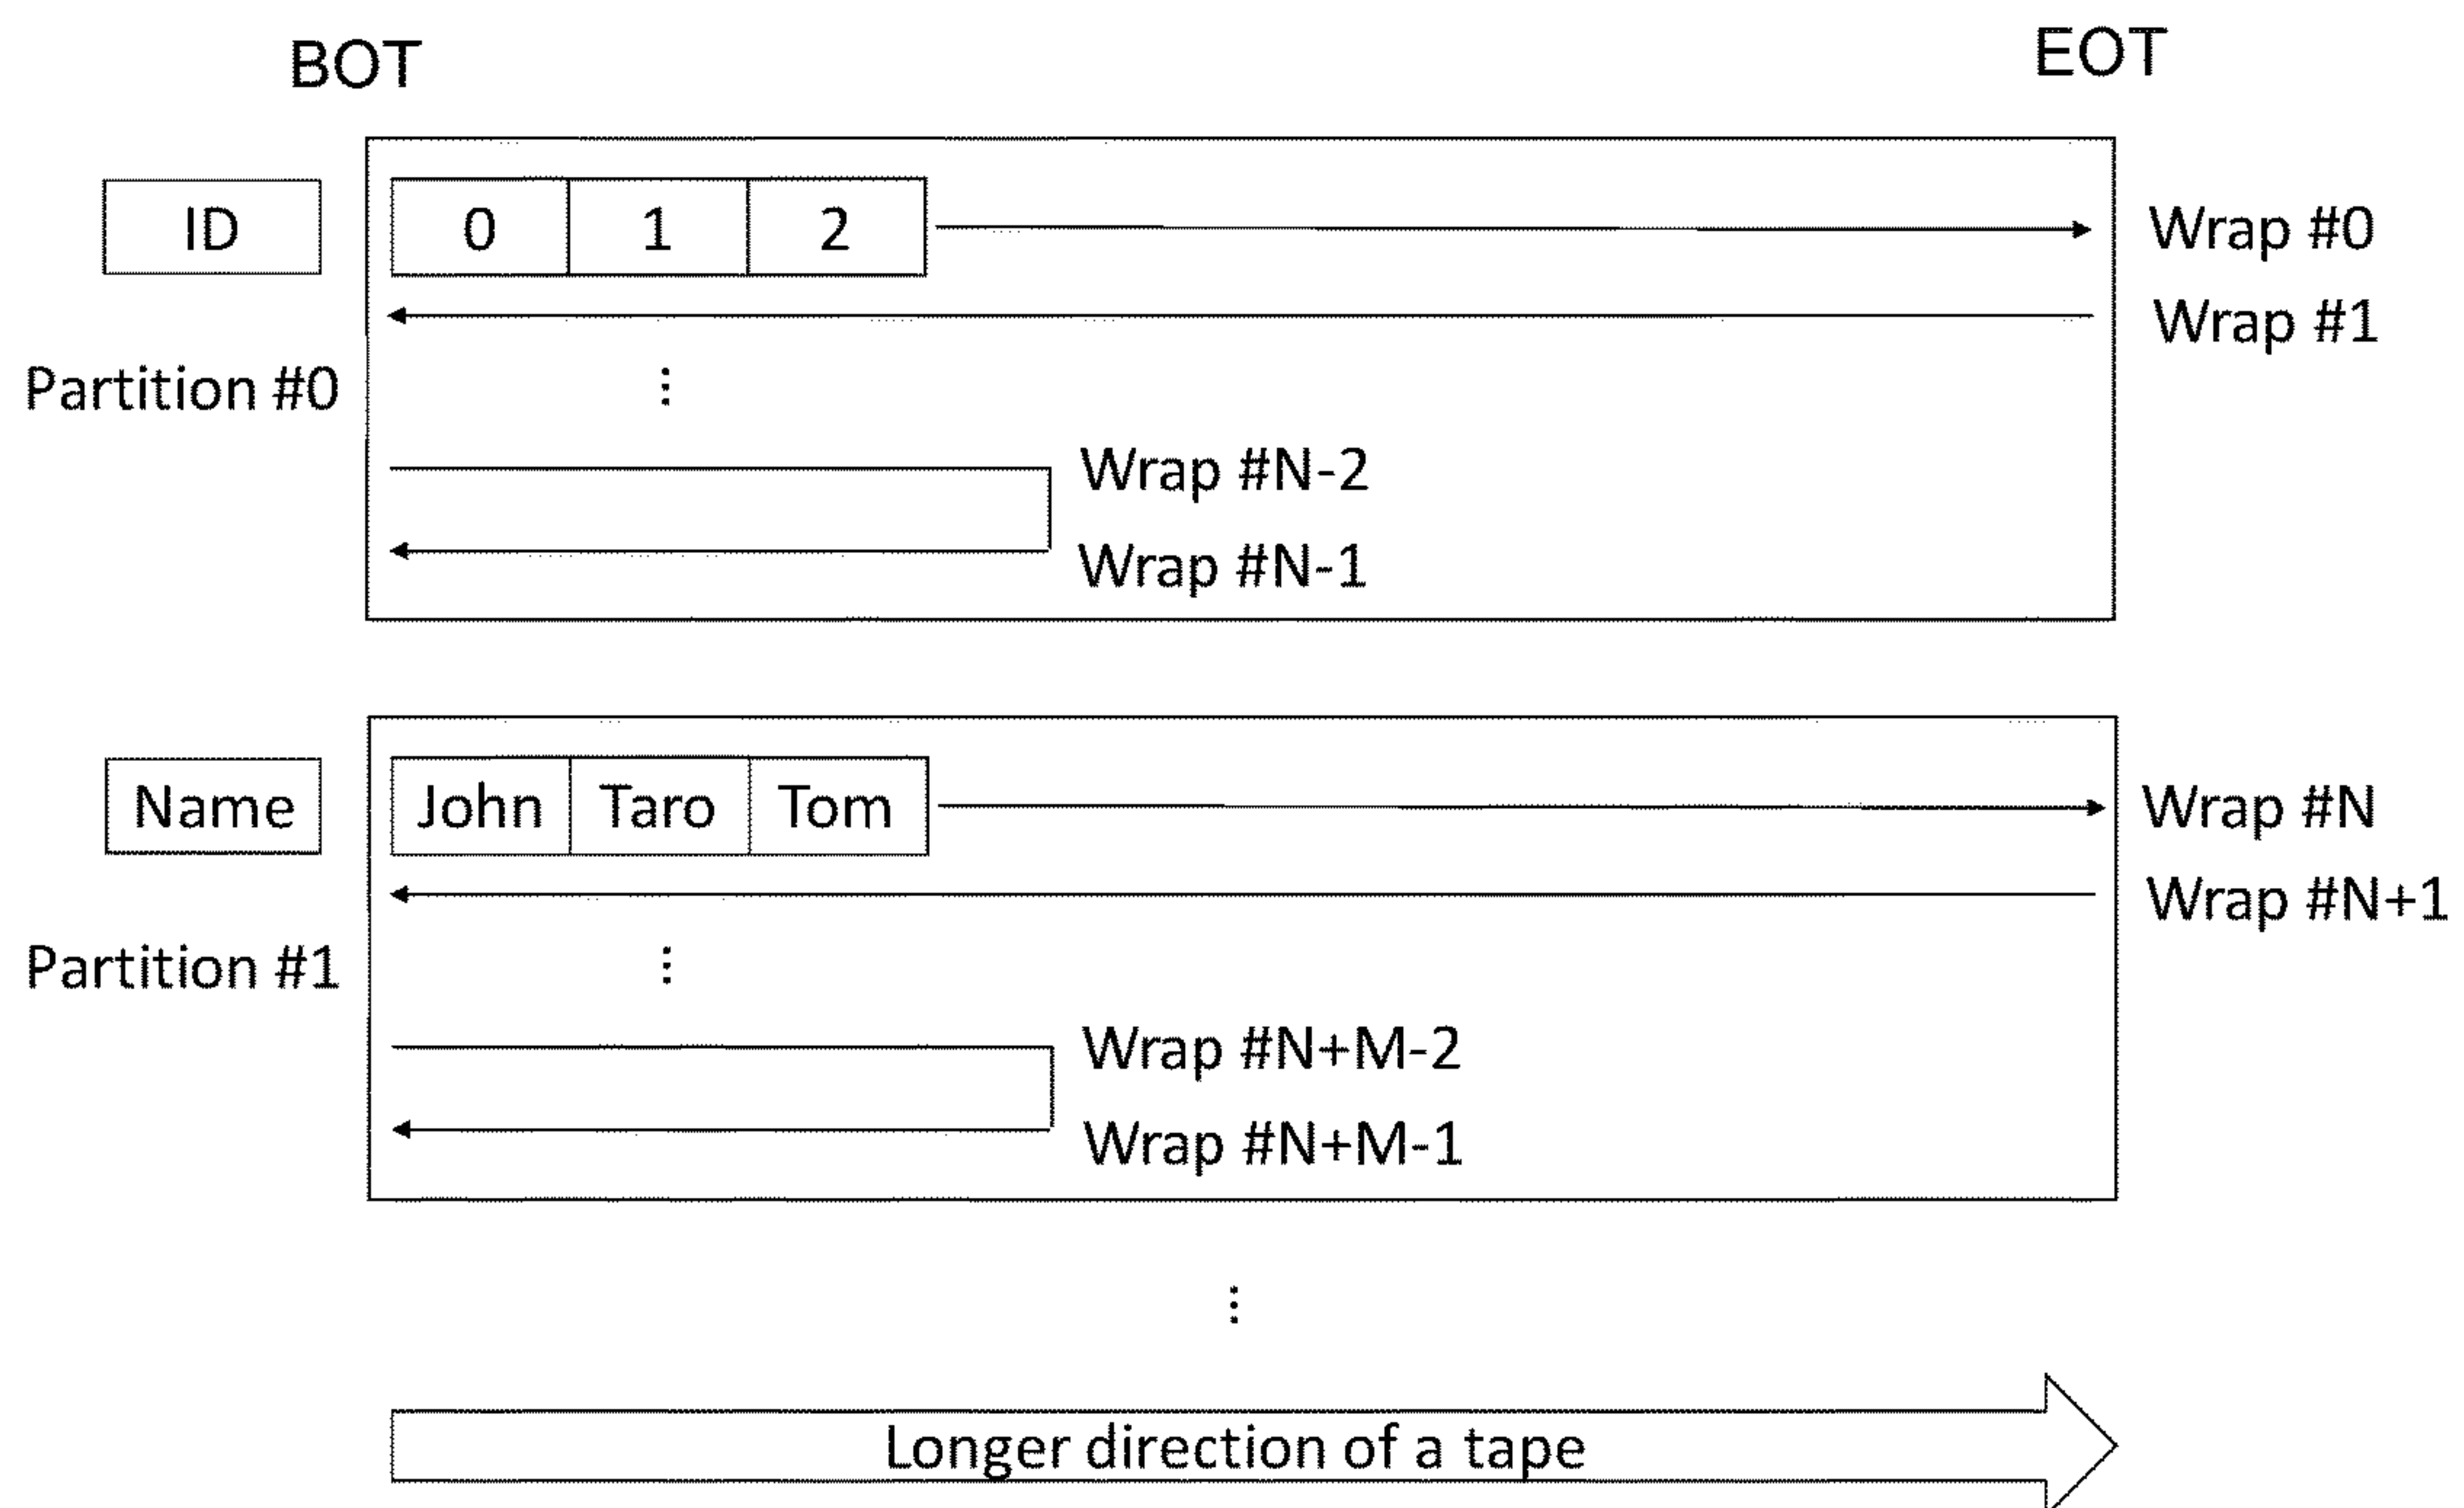 BOT EOT
ID 0 1 2 Wrap #0
Wrap #1
Partition #0
Wrap #N-2
Wrap #N-1
Name John Taro Tom Wrap #N
Wrap #N+1
Partition #1
Wrap #N+M-2
Wrap #N+M-1
Longer direction of a tape